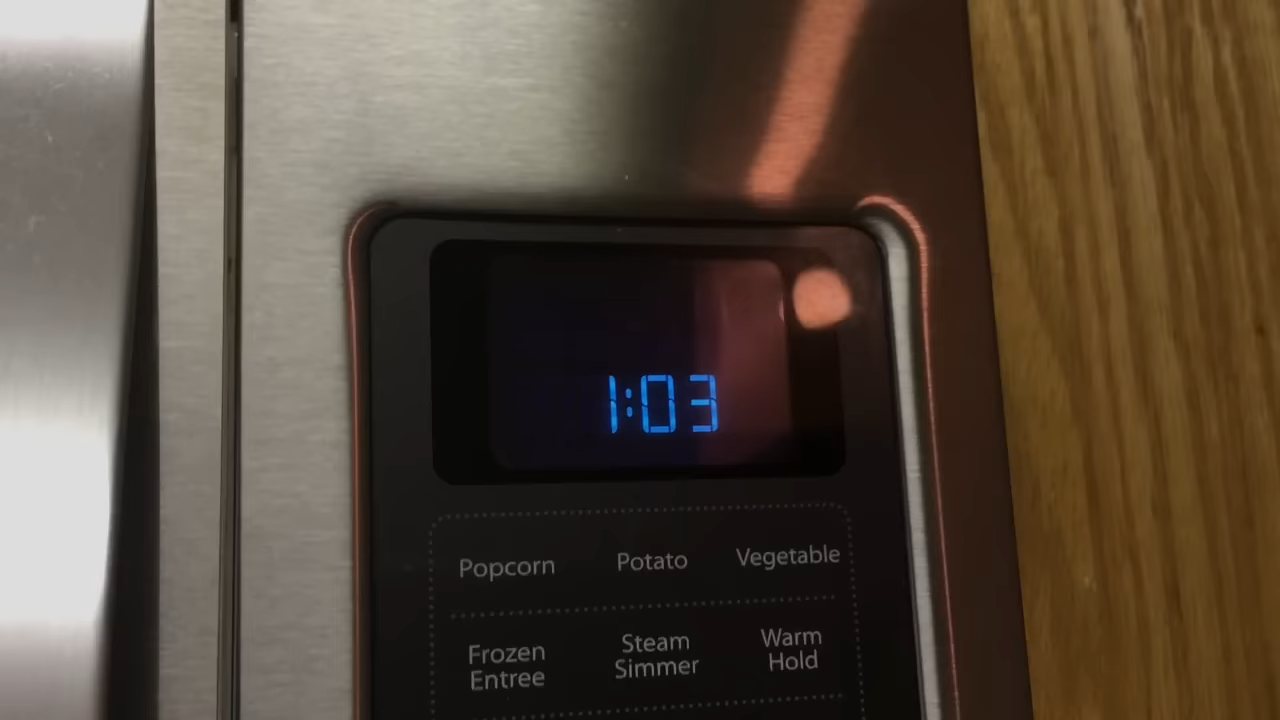 1:03
Popcorn Potato Vegetable
Frozen Entree
Steam Simmer
Warm Hold